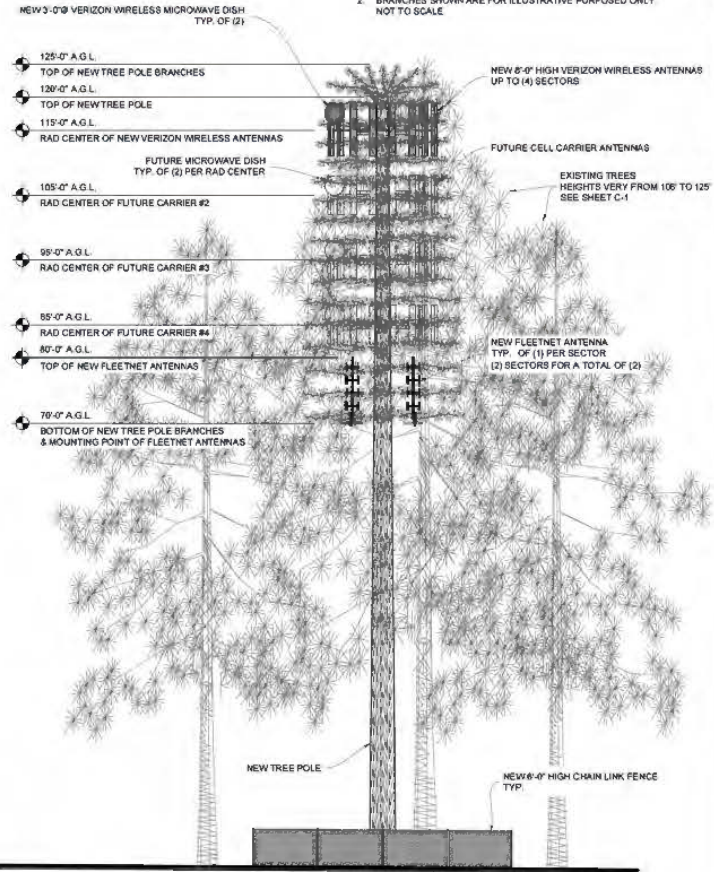 2. BRANCHES SHOWN ARE FOR ILLUSTRATIVE PURPOSED ONLY
NOT TO SCALE
NEW 3'-0"Ø VERIZON WIRELESS MICROWAVE DISH
TYP. OF (2)
125'-0" A.G.L.
TOP OF NEW TREE POLE BRANCHES
120'-0" A.G.L.
TOP OF NEW TREE POLE
115'-0" A.G.L.
RAD CENTER OF NEW VERIZON WIRELESS ANTENNAS
NEW 8'-0" HIGH VERIZON WIRELESS ANTENNAS
UP TO (4) SECTORS
FUTURE CELL CARRIER ANTENNAS
FUTURE MICROWAVE DISH
TYP. OF (2) PER RAD CENTER
EXISTING TREES
HEIGHTS VERY FROM 106' TO 125'
SEE SHEET C-1
105'-0" A.G.L.
RAD CENTER OF FUTURE CARRIER #2
95'-0" A.G.L.
RAD CENTER OF FUTURE CARRIER #3
85'-0" A.G.L.
RAD CENTER OF FUTURE CARRIER #4
80'-0" A.G.L.
TOP OF NEW FLEETNET ANTENNAS
NEW FLEETNET ANTENNA
TYP. OF (1) PER SECTOR
(2) SECTORS FOR A TOTAL OF (2)
70'-0" A.G.L.
BOTTOM OF NEW TREE POLE BRANCHES
& MOUNTING POINT OF FLEETNET ANTENNAS
NEW TREE POLE
NEW 6'-0" HIGH CHAIN LINK FENCE
TYP.